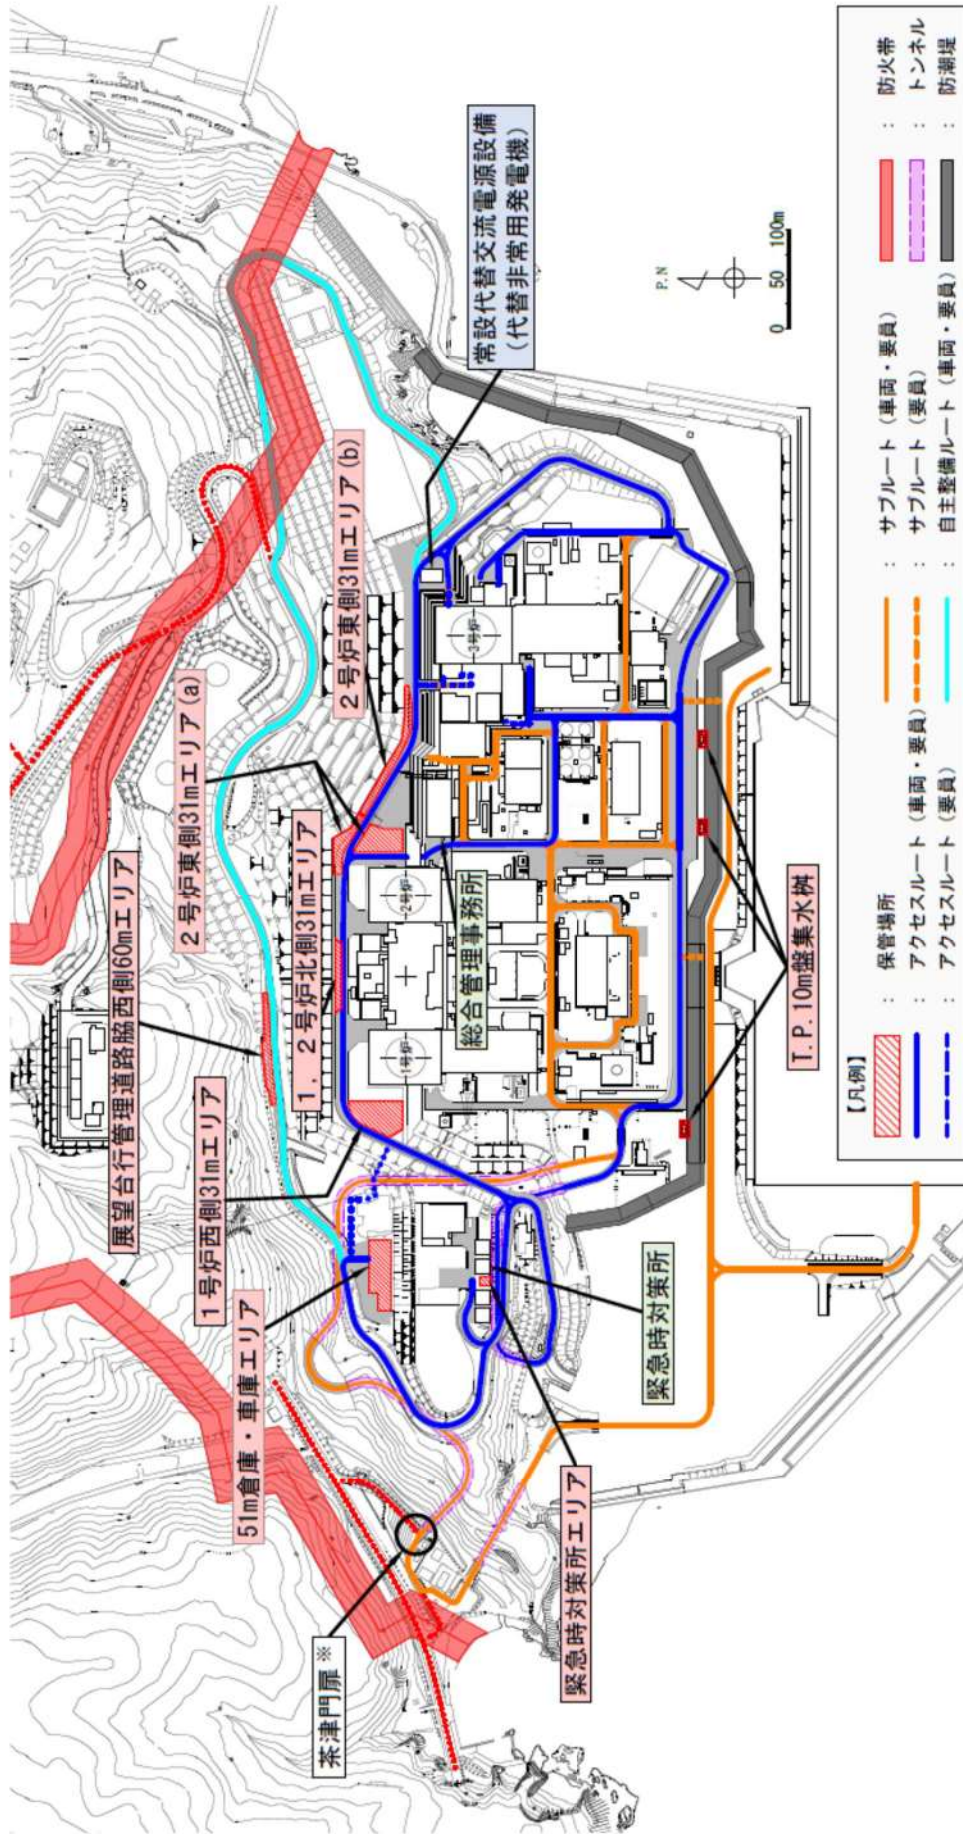 展望台行管理道路脇西側60mエリア
2号炉東側31mエリア(a)
2号炉東側31mエリア(b)
1号炉西側31mエリア
1,2号炉北側31mエリア
51m倉庫・車庫エリア
常設代替交流電源設備
(代替非常用発電機)
茶津門扉※
総合管理事務所
1号炉
2号炉
3号炉
緊急時対策所エリア
緊急時対策所
T.P.10m盤集水桝
P.N
0 50 100m
【凡例】
: 保管場所
: アクセスルート(車両・要員)
: アクセスルート(要員)
: サブルート(車両・要員)
: サブルート(要員)
: 自主整備ルート(車両・要員)
: 防火帯
: トンネル
: 防潮堤